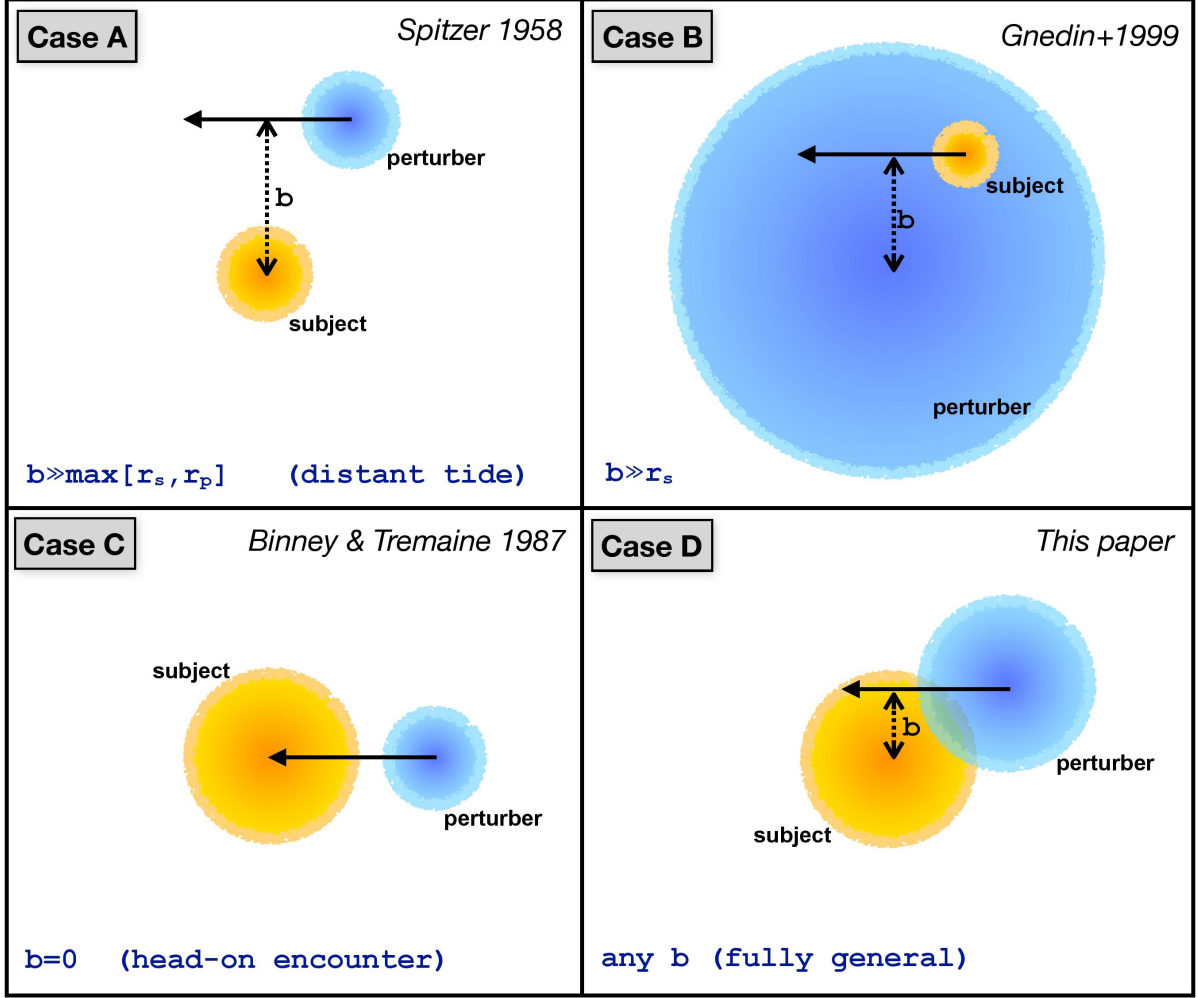 Case A
Spitzer 1958
perturber
b
subject
b≫max[rₛ,rₚ] (distant tide)
Case B
Gnedin+1999
subject
b
perturber
b≫rₛ
Case C
Binney & Tremaine 1987
subject
perturber
b=0 (head-on encounter)
Case D
This paper
b
perturber
subject
any b (fully general)